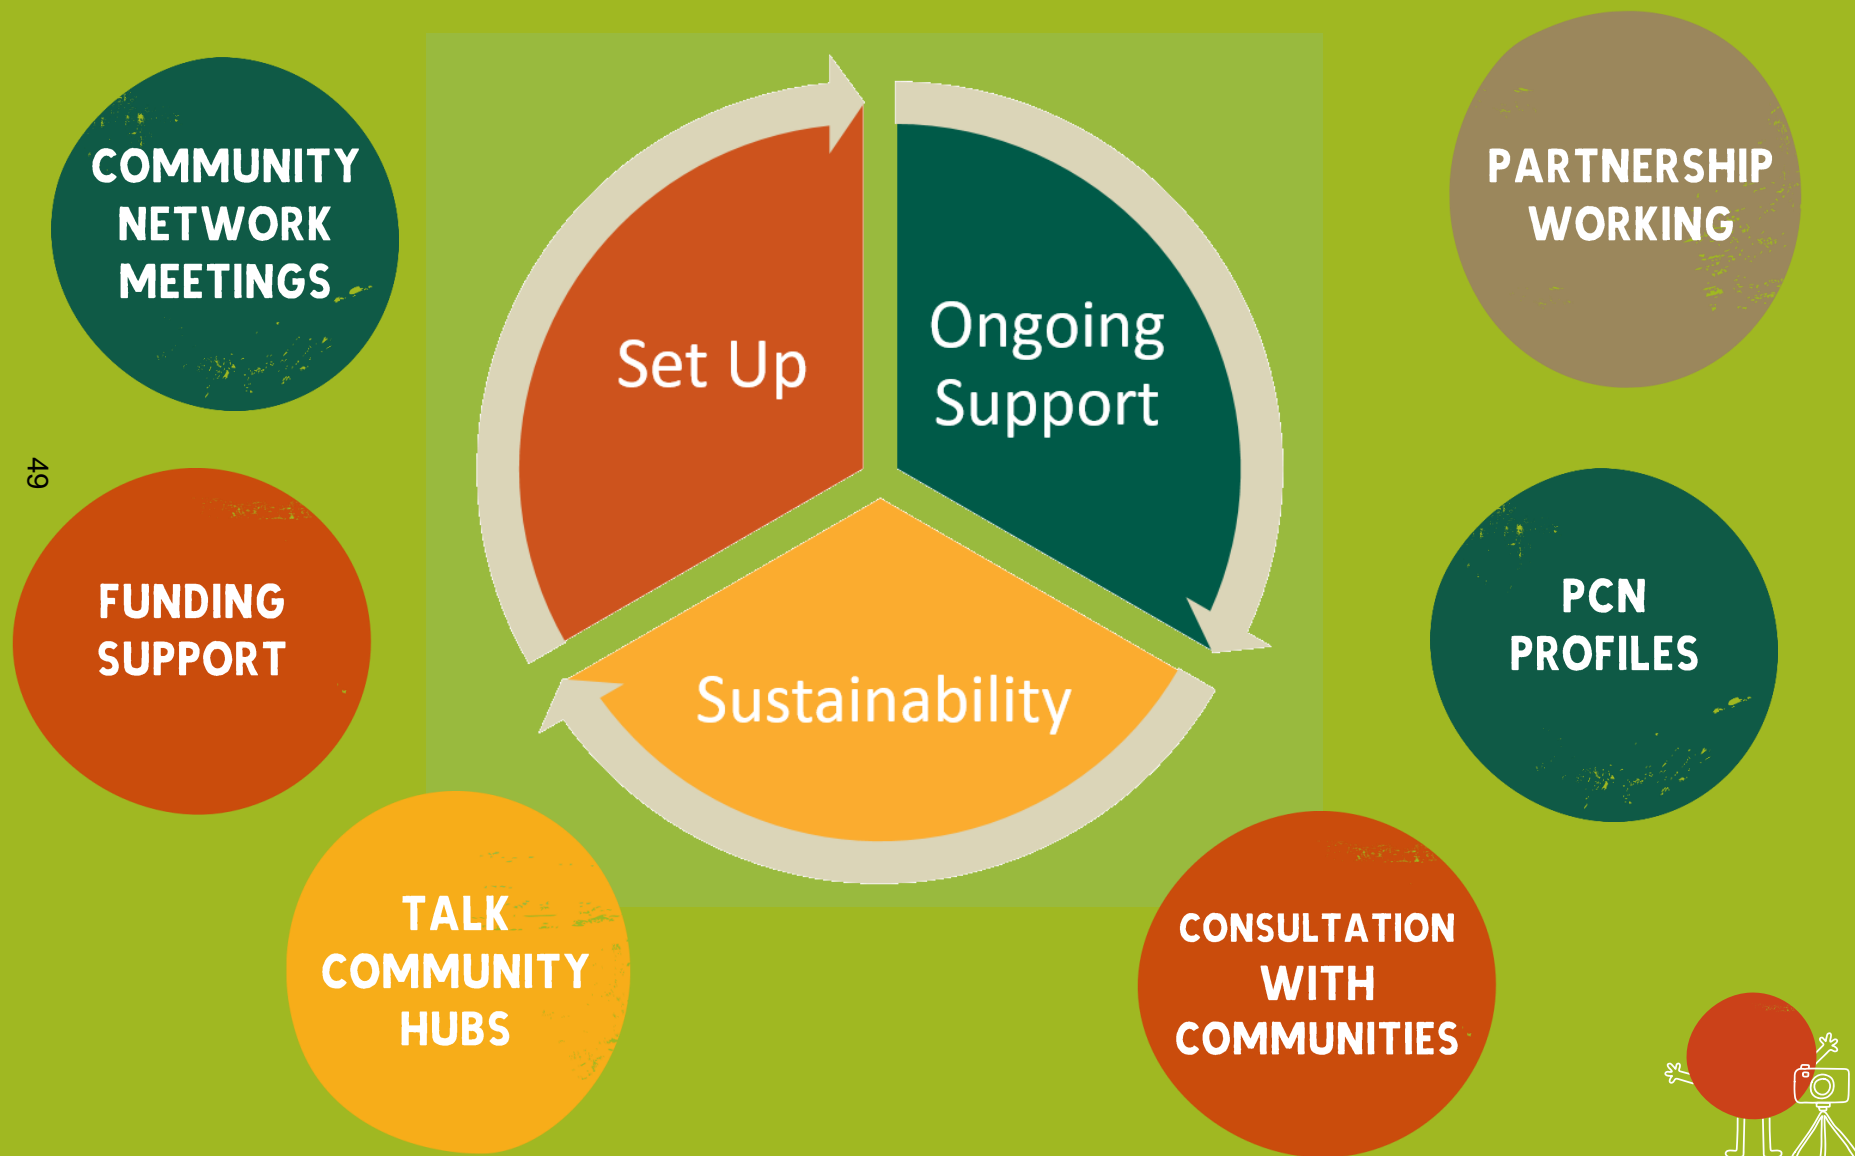 COMMUNITY
NETWORK
MEETINGS
PARTNERSHIP
WORKING
Set Up
Ongoing
Support
49
FUNDING
SUPPORT
PCN
PROFILES
Sustainability
TALK
COMMUNITY
HUBS
CONSULTATION
WITH
COMMUNITIES